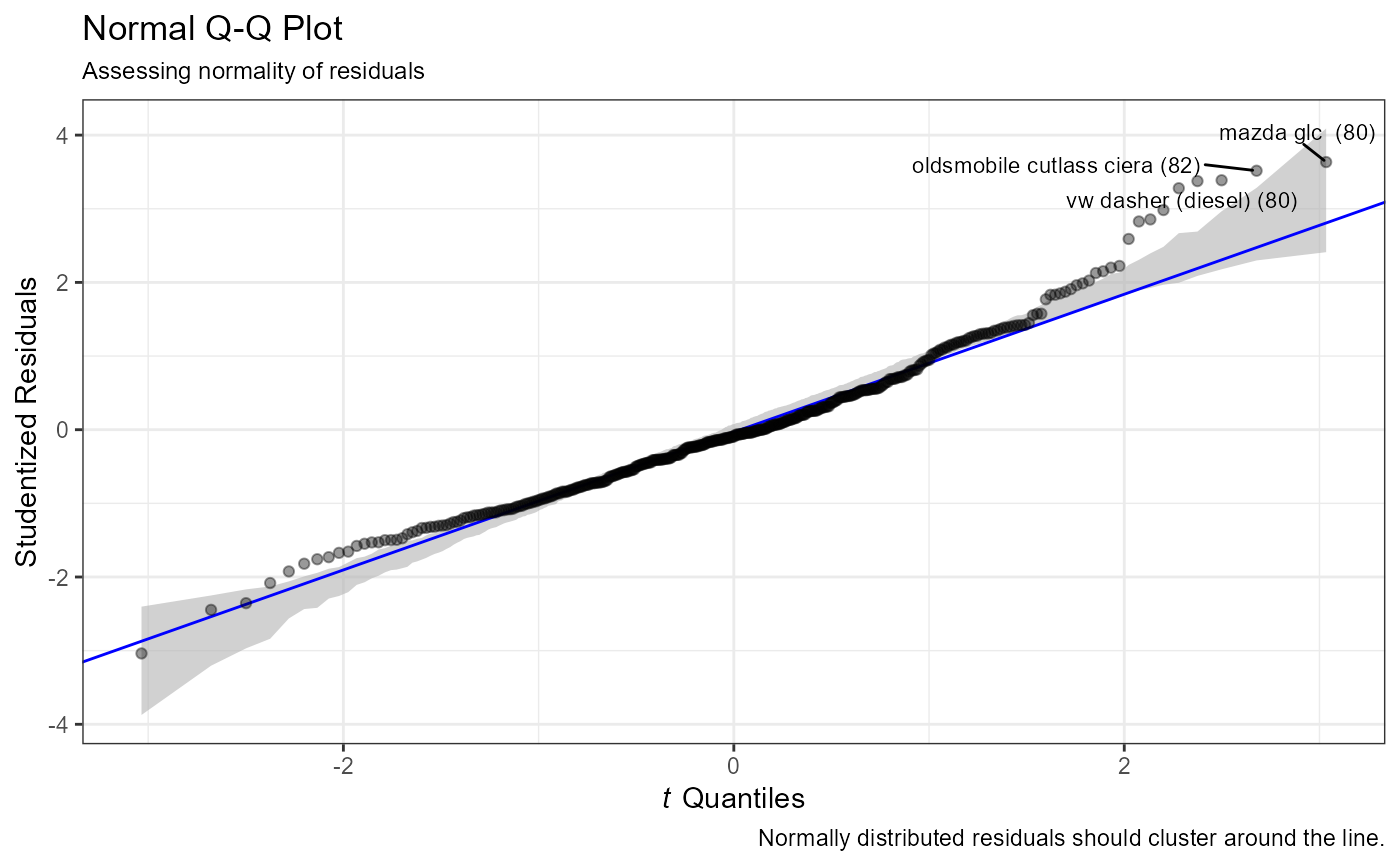 Normal Q-Q Plot
Assessing normality of residuals
Studentized Residuals
4
2
0
-2
-4
mazda glc  (80)
oldsmobile cutlass ciera (82)
vw dasher (diesel) (80)
-2
0
2
t Quantiles
Normally distributed residuals should cluster around the line.